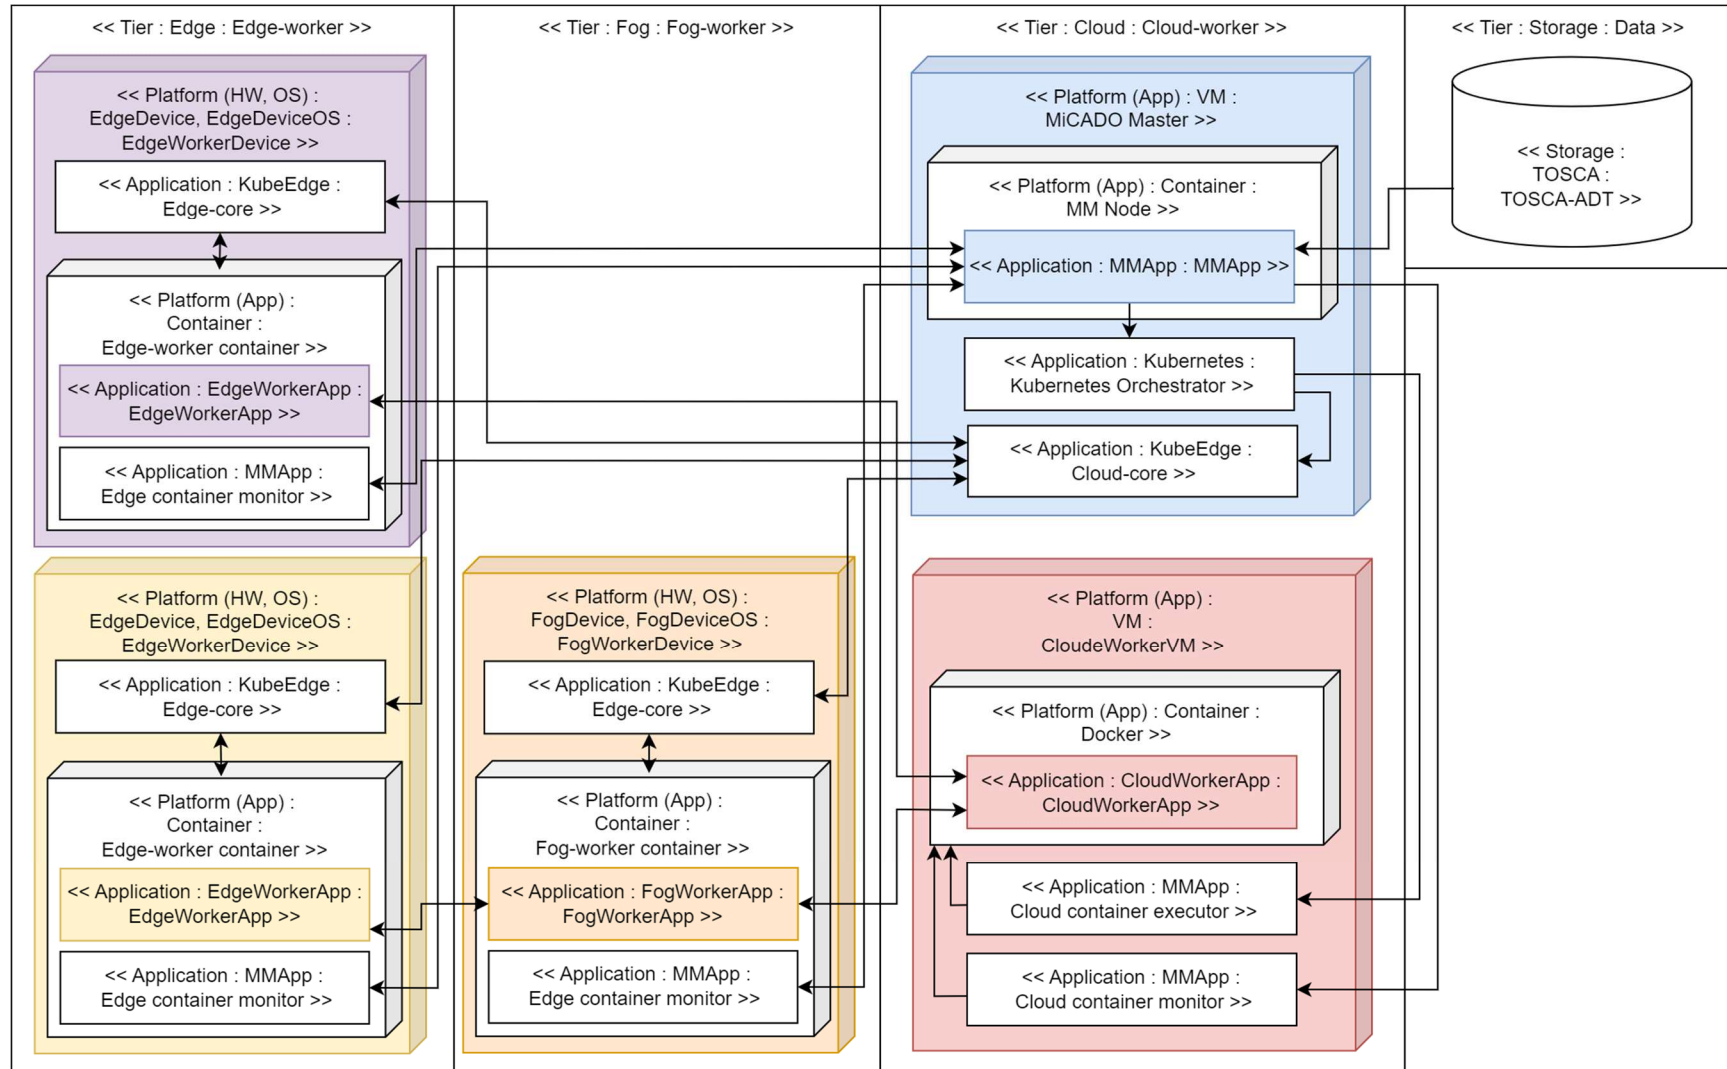 << Tier : Edge : Edge-worker >>
<< Tier : Fog : Fog-worker >>
<< Tier : Cloud : Cloud-worker >>
<< Tier : Storage : Data >>
<< Platform (HW, OS) :
EdgeDevice, EdgeDeviceOS :
EdgeWorkerDevice >>
<< Application : KubeEdge :
Edge-core >>
<< Platform (App) :
Container :
Edge-worker container >>
<< Application : EdgeWorkerApp :
EdgeWorkerApp >>
<< Application : MMApp :
Edge container monitor >>
<< Platform (App) : VM :
MiCADO Master >>
<< Platform (App) : Container :
MM Node >>
<< Application : MMApp : MMApp >>
<< Application : Kubernetes :
Kubernetes Orchestrator >>
<< Application : KubeEdge :
Cloud-core >>
<< Storage :
TOSCA :
TOSCA-ADT >>
<< Platform (HW, OS) :
EdgeDevice, EdgeDeviceOS :
EdgeWorkerDevice >>
<< Application : KubeEdge :
Edge-core >>
<< Platform (App) :
Container :
Edge-worker container >>
<< Application : EdgeWorkerApp :
EdgeWorkerApp >>
<< Application : MMApp :
Edge container monitor >>
<< Platform (HW, OS) :
FogDevice, FogDeviceOS :
FogWorkerDevice >>
<< Application : KubeEdge :
Edge-core >>
<< Platform (App) :
Container :
Fog-worker container >>
<< Application : FogWorkerApp :
FogWorkerApp >>
<< Application : MMApp :
Edge container monitor >>
<< Platform (App) :
VM :
CloudeWorkerVM >>
<< Platform (App) : Container :
Docker >>
<< Application : CloudWorkerApp :
CloudWorkerApp >>
<< Application : MMApp :
Cloud container executor >>
<< Application : MMApp :
Cloud container monitor >>